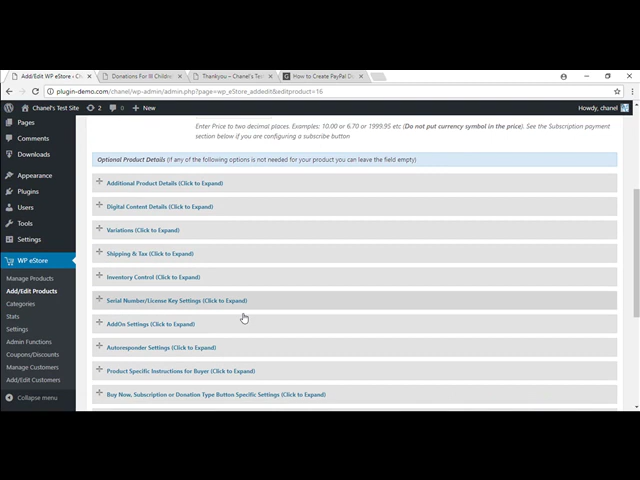 Add/Edit WP eStore ‹ Ch
Donations For Ill Children
Thankyou – Chanel's Test
How to Create PayPal D
plugin-demo.com/chanel/wp-admin/admin.php?page=wp_eStore_addedit&editproduct=16
Chanel's Test Site
2
0
New
Howdy, chanel
Pages
Comments
Downloads
Appearance
Plugins
Users
Tools
Settings
WP eStore
Manage Products
Add/Edit Products
Categories
Stats
Settings
Admin Functions
Coupons/Discounts
Manage Customers
Add/Edit Customers
Collapse menu
Enter Price to two decimal places. Examples: 10.00 or 6.70 or 1999.95 etc (Do not put currency symbol in the price). See the Subscription payment
section below if you are configuring a subscribe button
Optional Product Details (If any of the following options is not needed for your product you can leave the field empty)
Additional Product Details (Click to Expand)
Digital Content Details (Click to Expand)
Variations (Click to Expand)
Shipping & Tax (Click to Expand)
Inventory Control (Click to Expand)
Serial Number/License Key Settings (Click to Expand)
AddOn Settings (Click to Expand)
Autoresponder Settings (Click to Expand)
Product Specific Instructions for Buyer (Click to Expand)
Buy Now, Subscription or Donation Type Button Specific Settings (Click to Expand)